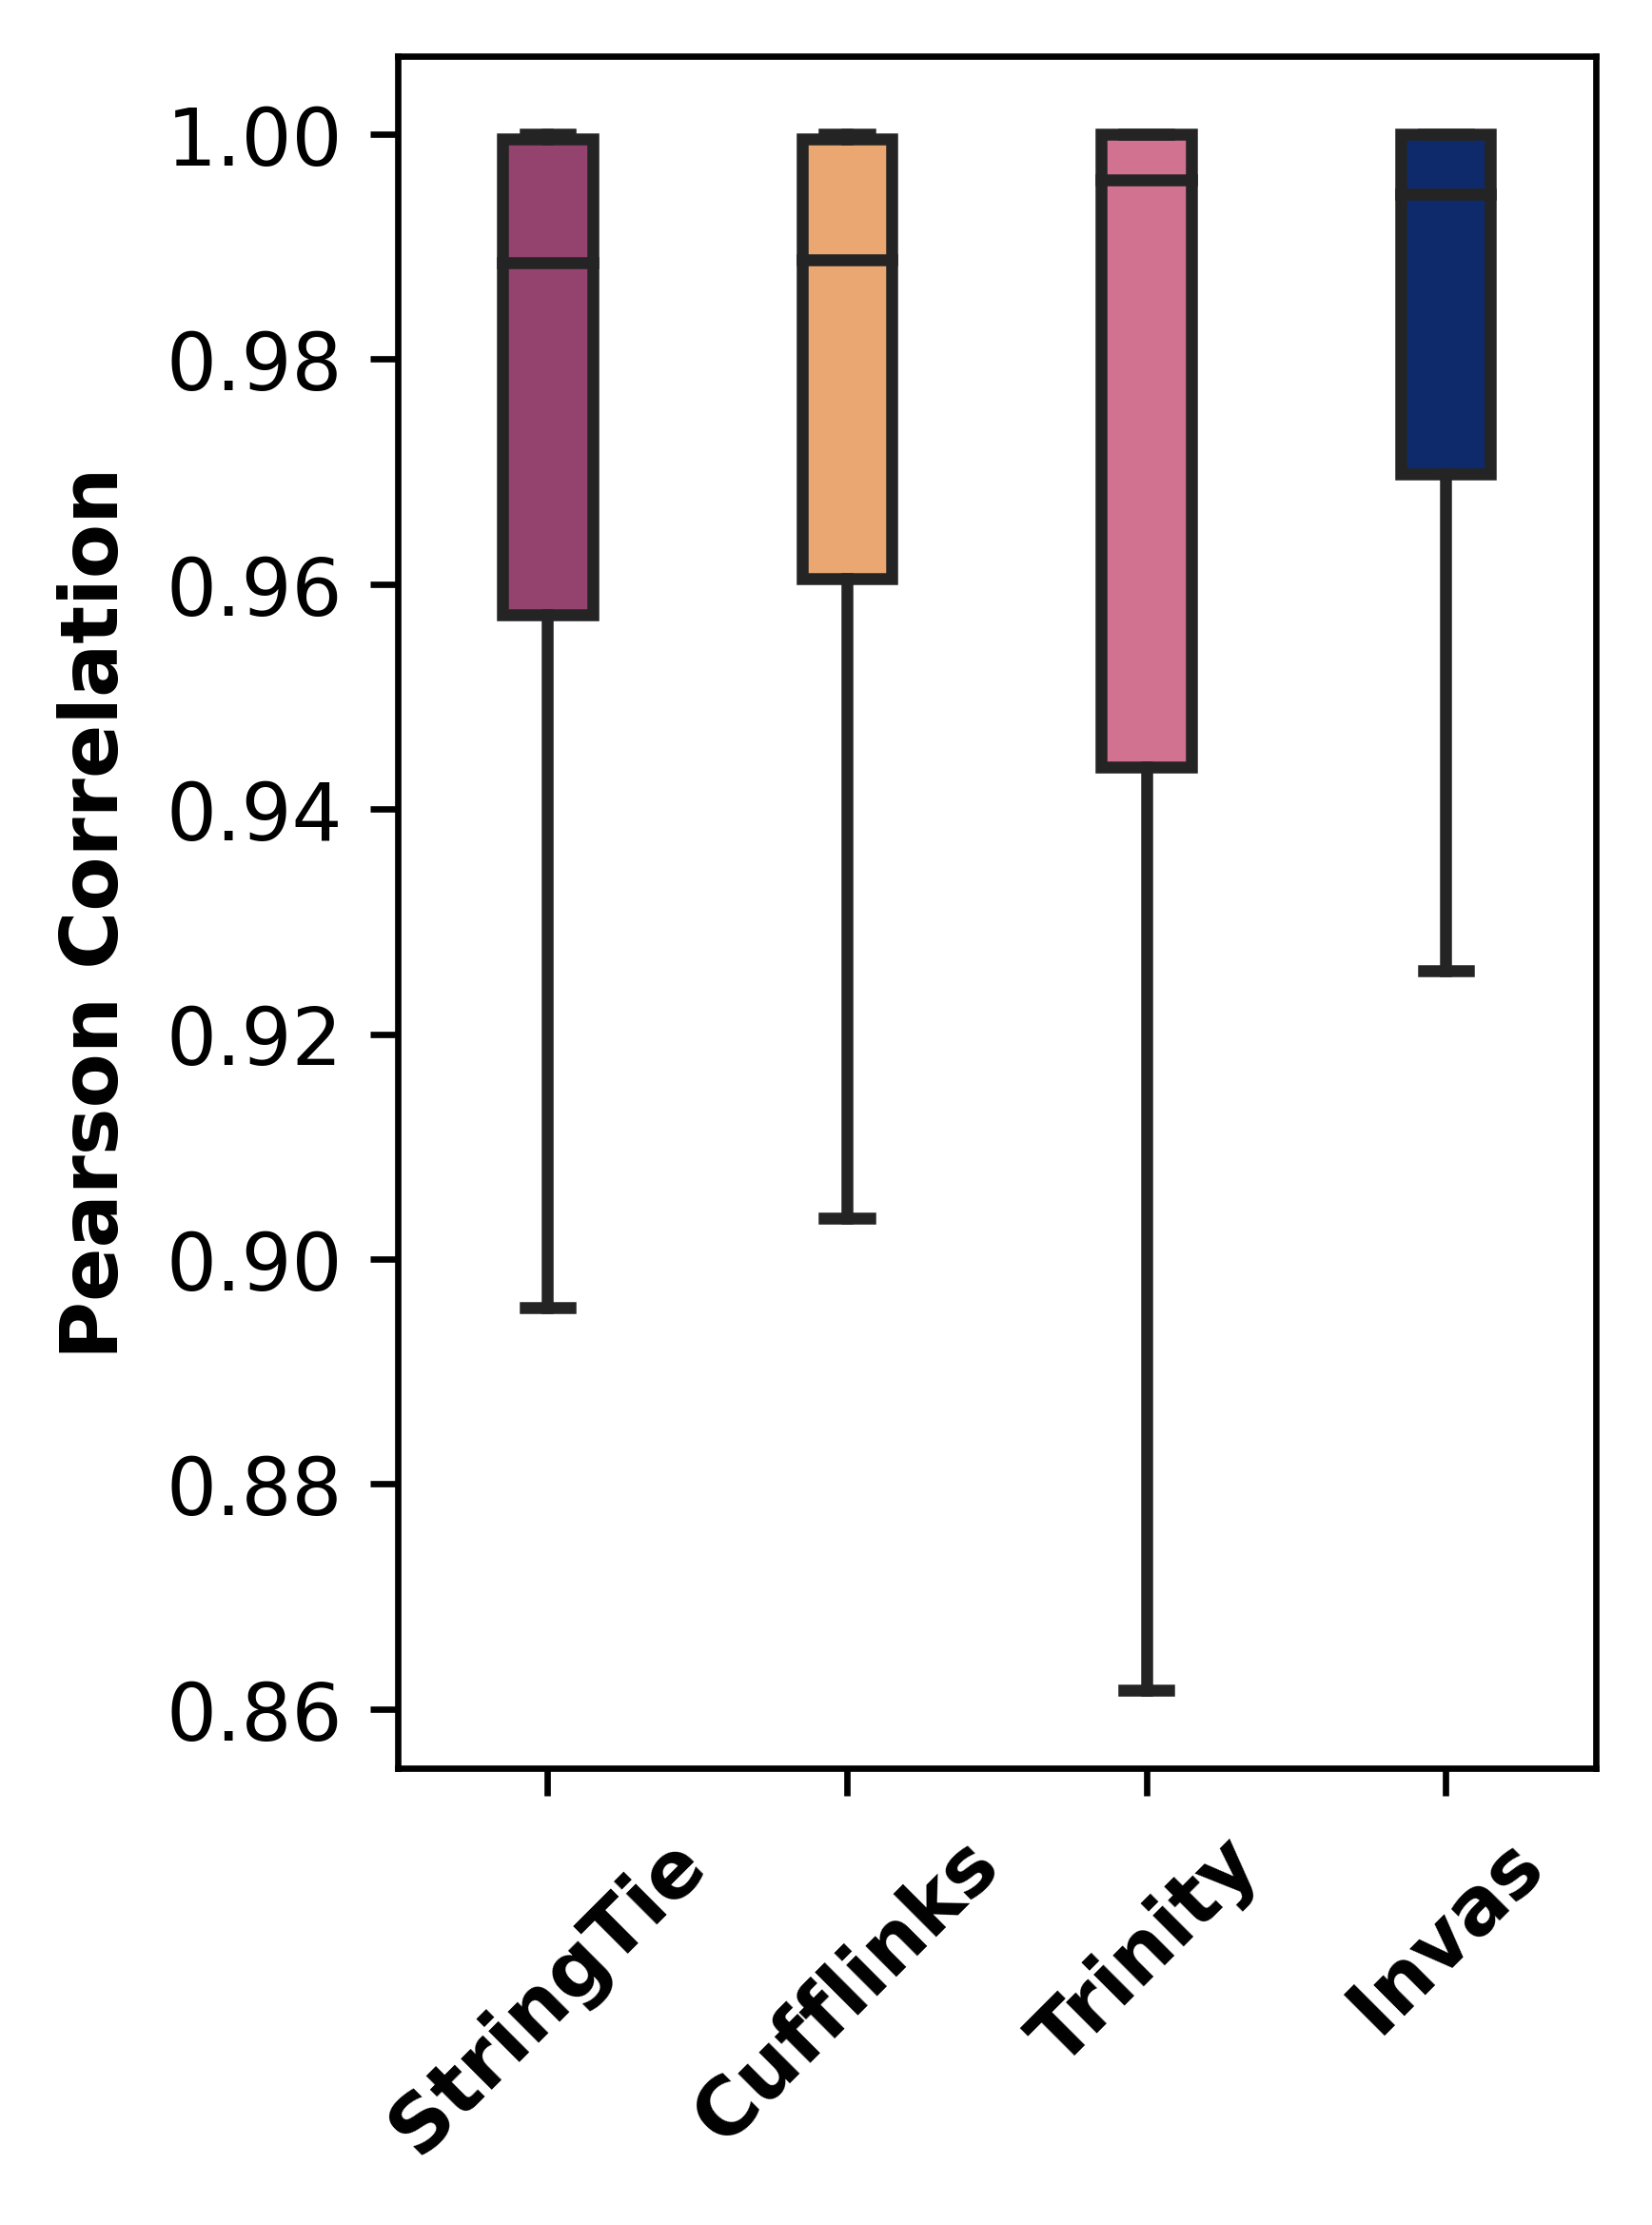 Pearson Correlation
1.00
0.98
0.96
0.94
0.92
0.90
0.88
0.86
StringTie
Cufflinks
Trinity
Invas